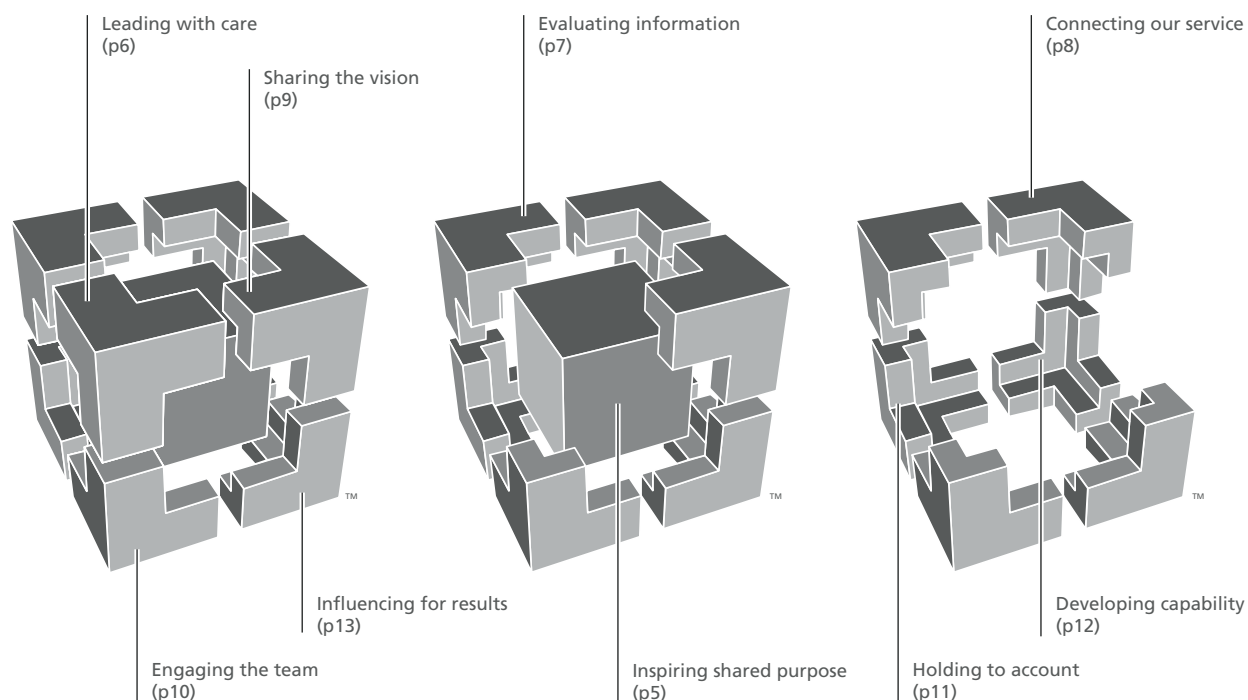 Leading with care
(p6)
Sharing the vision
(p9)
Evaluating information
(p7)
Connecting our service
(p8)
TM
TM
TM
Influencing for results
(p13)
Engaging the team
(p10)
Inspiring shared purpose
(p5)
Developing capability
(p12)
Holding to account
(p11)